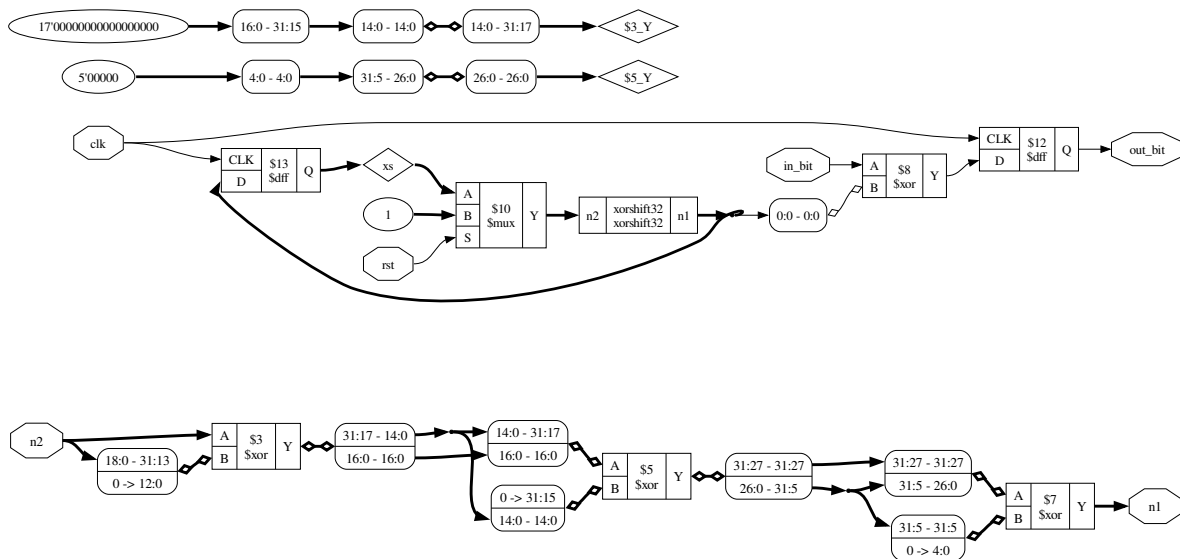 17'00000000000000000 16:0 - 31:15 14:0 - 14:0 14:0 - 31:17 $3_Y
5'00000 4:0 - 4:0 31:5 - 26:0 26:0 - 26:0 $5_Y
clk
CLK
D
$13
$dff
Q
xs
1
rst
A
B
S
$10
$mux
Y
n2
xorshift32
xorshift32
n1
0:0 - 0:0
in_bit
A
B
$8
$xor
Y
CLK
D
$12
$dff
Q
out_bit
n2
18:0 - 31:13
0 -> 12:0
A
B
$3
$xor
Y
31:17 - 14:0
16:0 - 16:0
14:0 - 31:17
16:0 - 16:0
0 -> 31:15
14:0 - 14:0
A
B
$5
$xor
Y
31:27 - 31:27
26:0 - 31:5
31:27 - 31:27
31:5 - 26:0
31:5 - 31:5
0 -> 4:0
A
B
$7
$xor
Y
n1